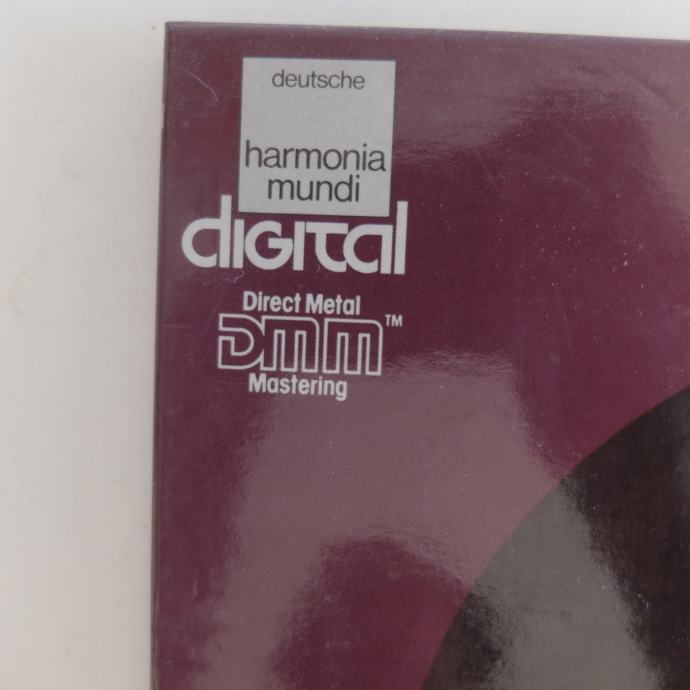 deutsche
harmonia
mundi
digital
Direct Metal
DMM™
Mastering